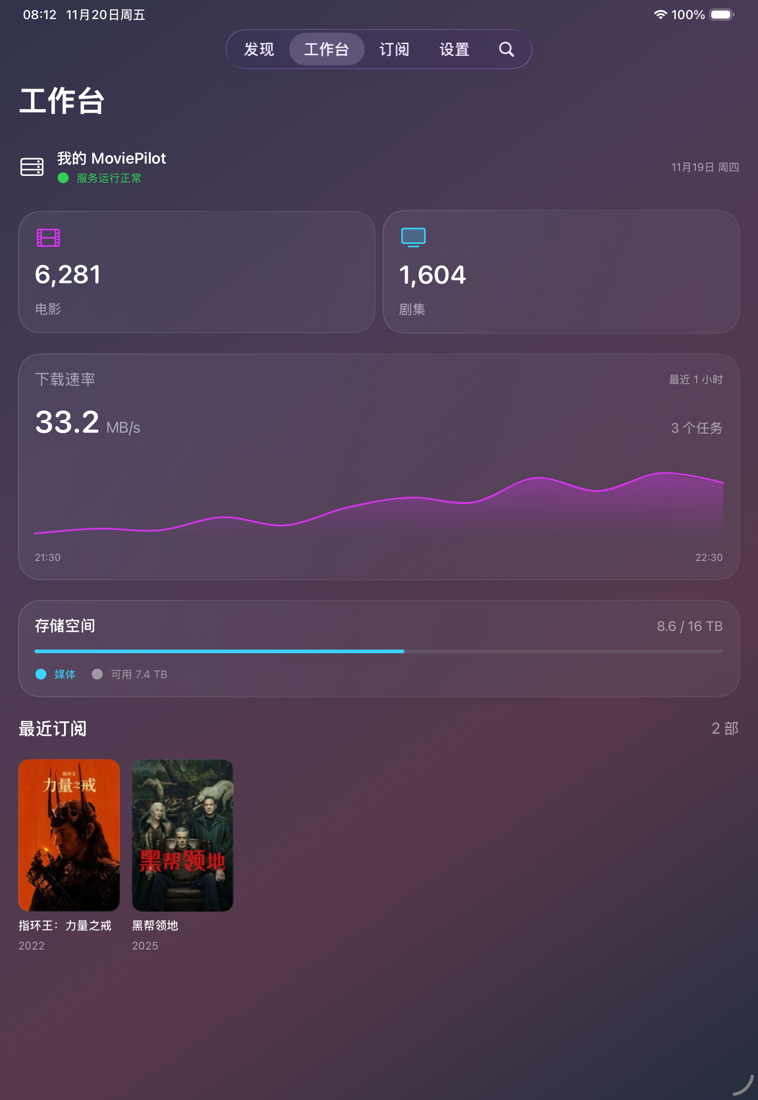 08:12 11月20日周五 100%
发现 工作台 订阅 设置
工作台
我的 MoviePilot
服务运行正常
11月19日 周四
6,281
电影
1,604
剧集
下载速率
最近 1 小时
33.2 MB/s
3 个任务
21:30 22:30
存储空间
8.6 / 16 TB
媒体 可用 7.4 TB
最近订阅
2 部
指环王
力量之戒
黑帮领地
指环王：力量之戒
2022
黑帮领地
2025